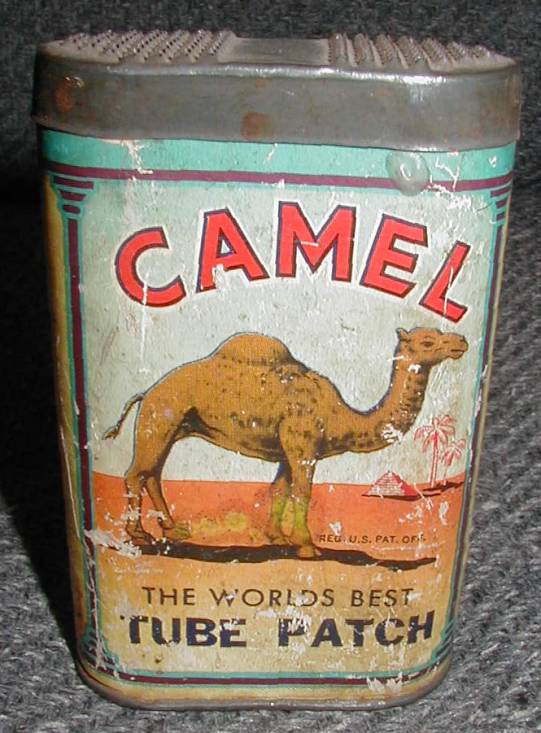 CAMEL
REG. U.S. PAT. OFF.
THE WORLDS BEST
TUBE PATCH